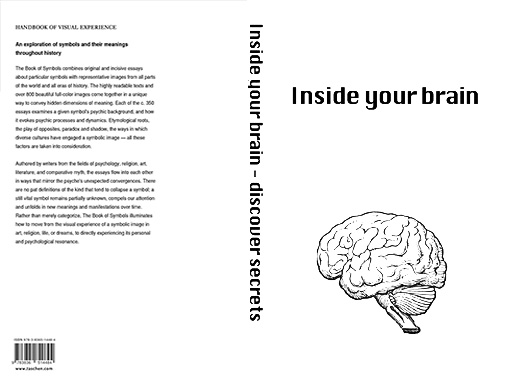 HANDBOOK OF VISUAL EXPERIENCE
An exploration of symbols and their meanings
throughout history
The Book of Symbols combines original and incisive essays
about particular symbols with representative images from all parts
of the world and all eras of history. The highly readable texts and
over 800 beautiful full-color images come together in a unique
way to convey hidden dimensions of meaning. Each of the c. 350
essays examines a given symbol's psychic background, and how
it evokes psychic processes and dynamics. Etymological roots,
the play of opposites, paradox and shadow, the ways in which
diverse cultures have engaged a symbolic image — all these
factors are taken into consideration.
Authored by writers from the fields of psychology, religion, art,
literature, and comparative myth, the essays flow into each other
in ways that mirror the psyche's unexpected convergences. There
are no pat definitions of the kind that tend to collapse a symbol; a
still vital symbol remains partially unknown, compels our attention
and unfolds in new meanings and manifestations over time.
Rather than merely categorize, The Book of Symbols illuminates
how to move from the visual experience of a symbolic image in
art, religion, life, or dreams, to directly experiencing its personal
and psychological resonance.
www.taschen.com
Inside your brain - discover secrets
Inside your brain